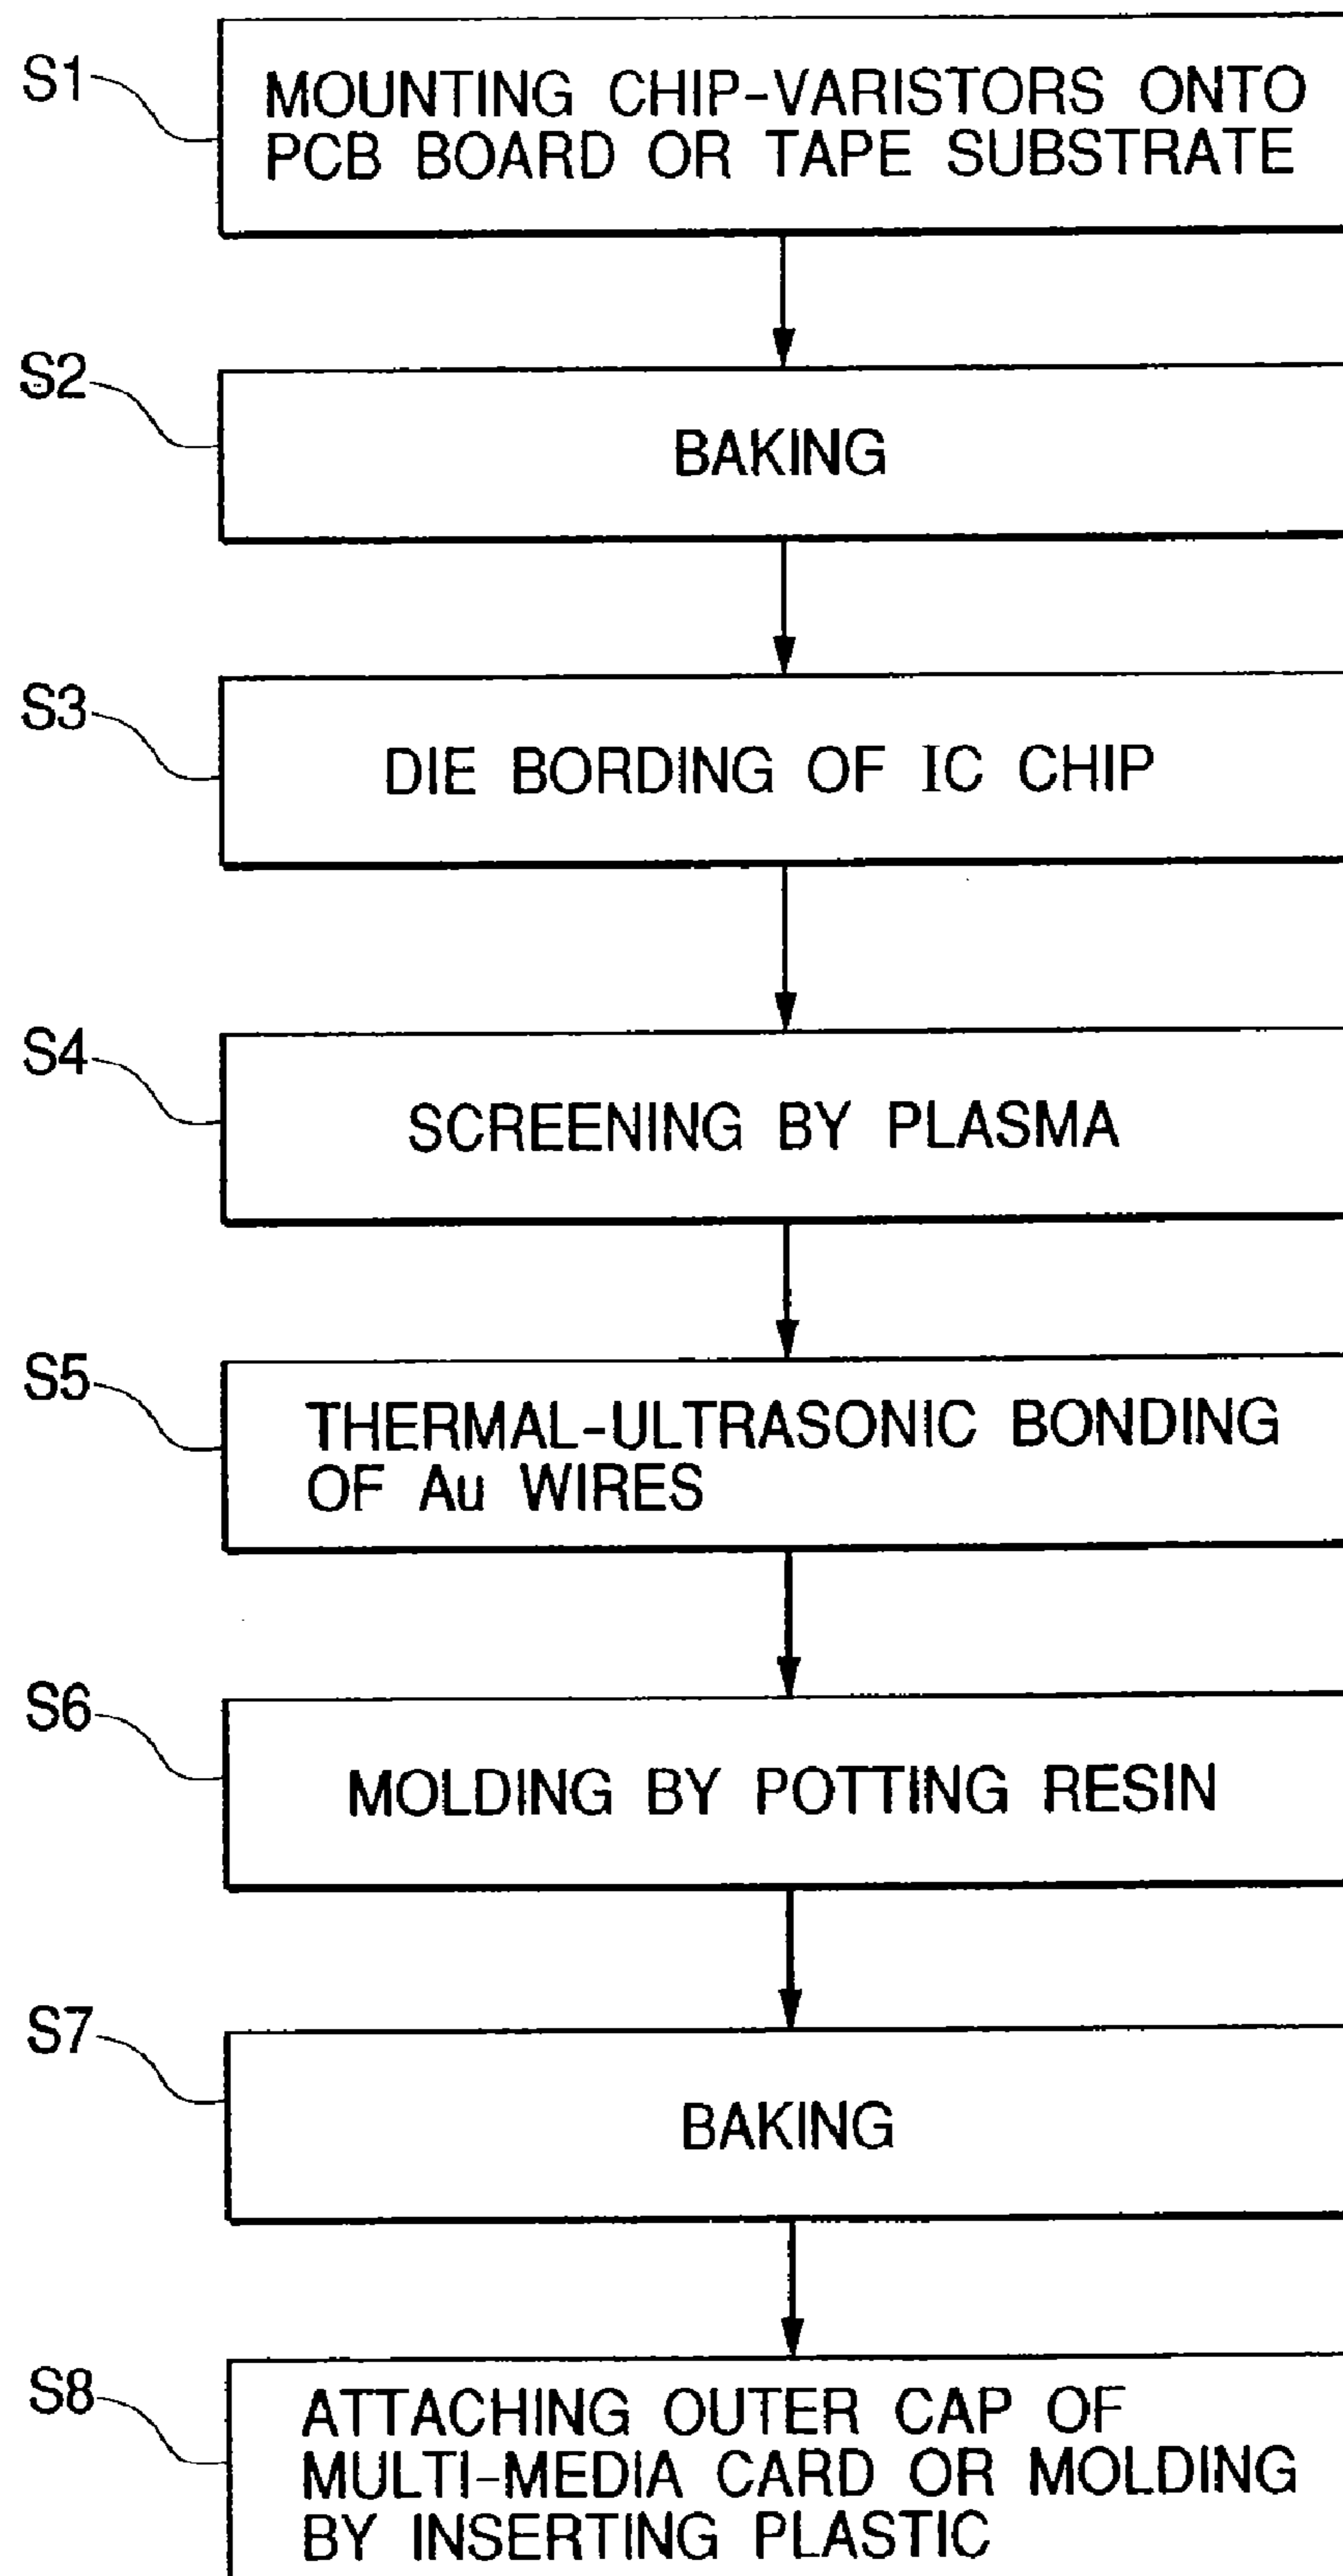 S1
MOUNTING CHIP-VARISTORS ONTO
PCB BOARD OR TAPE SUBSTRATE
S2
BAKING
S3
DIE BORDING OF IC CHIP
S4
SCREENING BY PLASMA
S5
THERMAL-ULTRASONIC BONDING
OF Au WIRES
S6
MOLDING BY POTTING RESIN
S7
BAKING
S8
ATTACHING OUTER CAP OF
MULTI-MEDIA CARD OR MOLDING
BY INSERTING PLASTIC